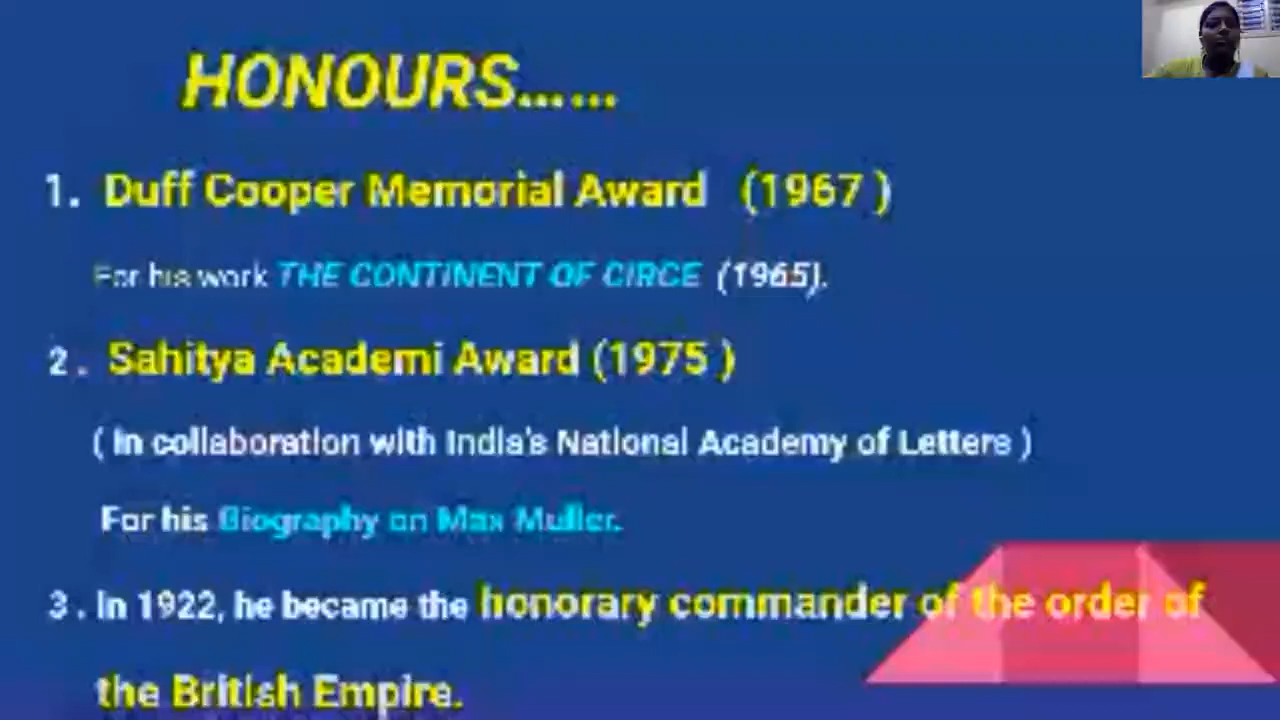 HONOURS......
1. Duff Cooper Memorial Award (1967 )
For his work THE CONTINENT OF CIRCE (1965).
2 . Sahitya Academi Award (1975 )
( In collaboration with India's National Academy of Letters )
For his Biography on Max Muller.
3 . In 1922, he became the honorary commander of the order of
the British Empire.